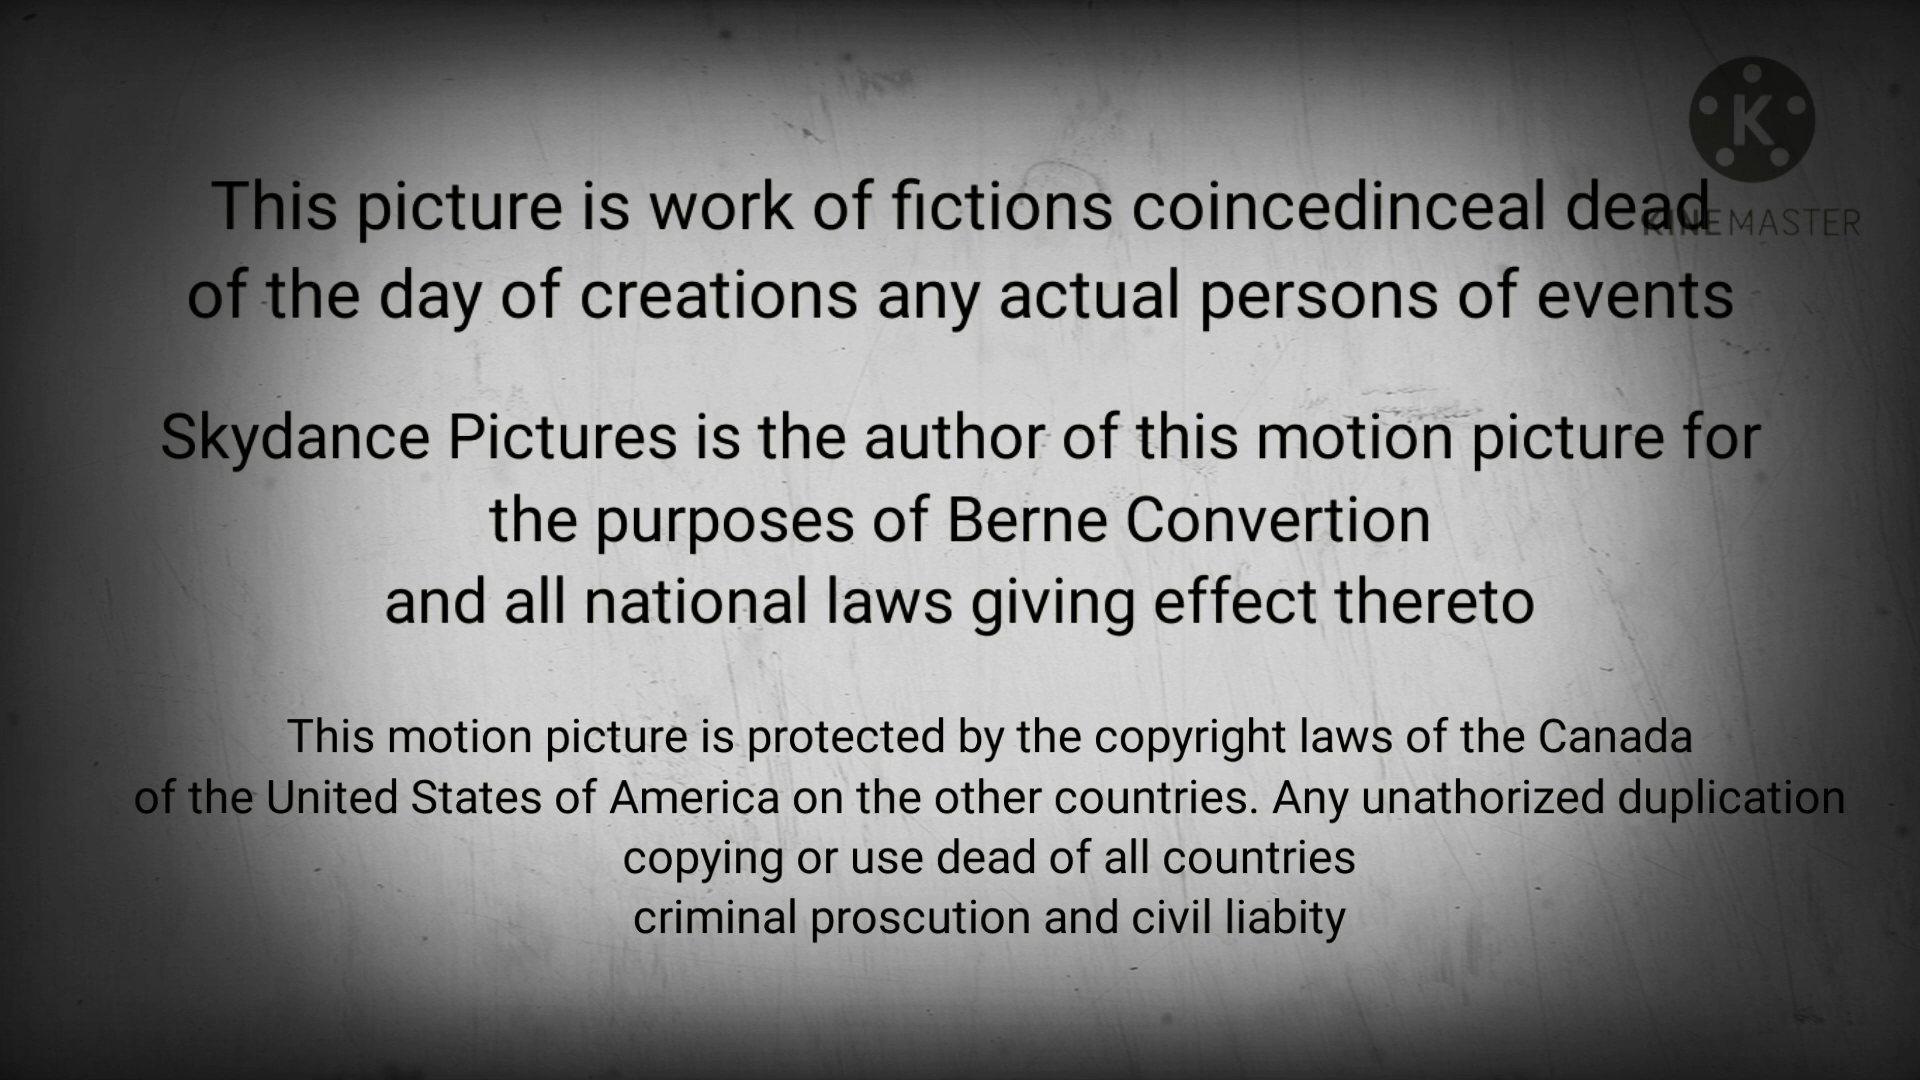 K
KINEMASTER
This picture is work of fictions coincedinceal dead
of the day of creations any actual persons of events
Skydance Pictures is the author of this motion picture for
the purposes of Berne Convertion
and all national laws giving effect thereto
This motion picture is protected by the copyright laws of the Canada
of the United States of America on the other countries. Any unathorized duplication
copying or use dead of all countries
criminal proscution and civil liabity